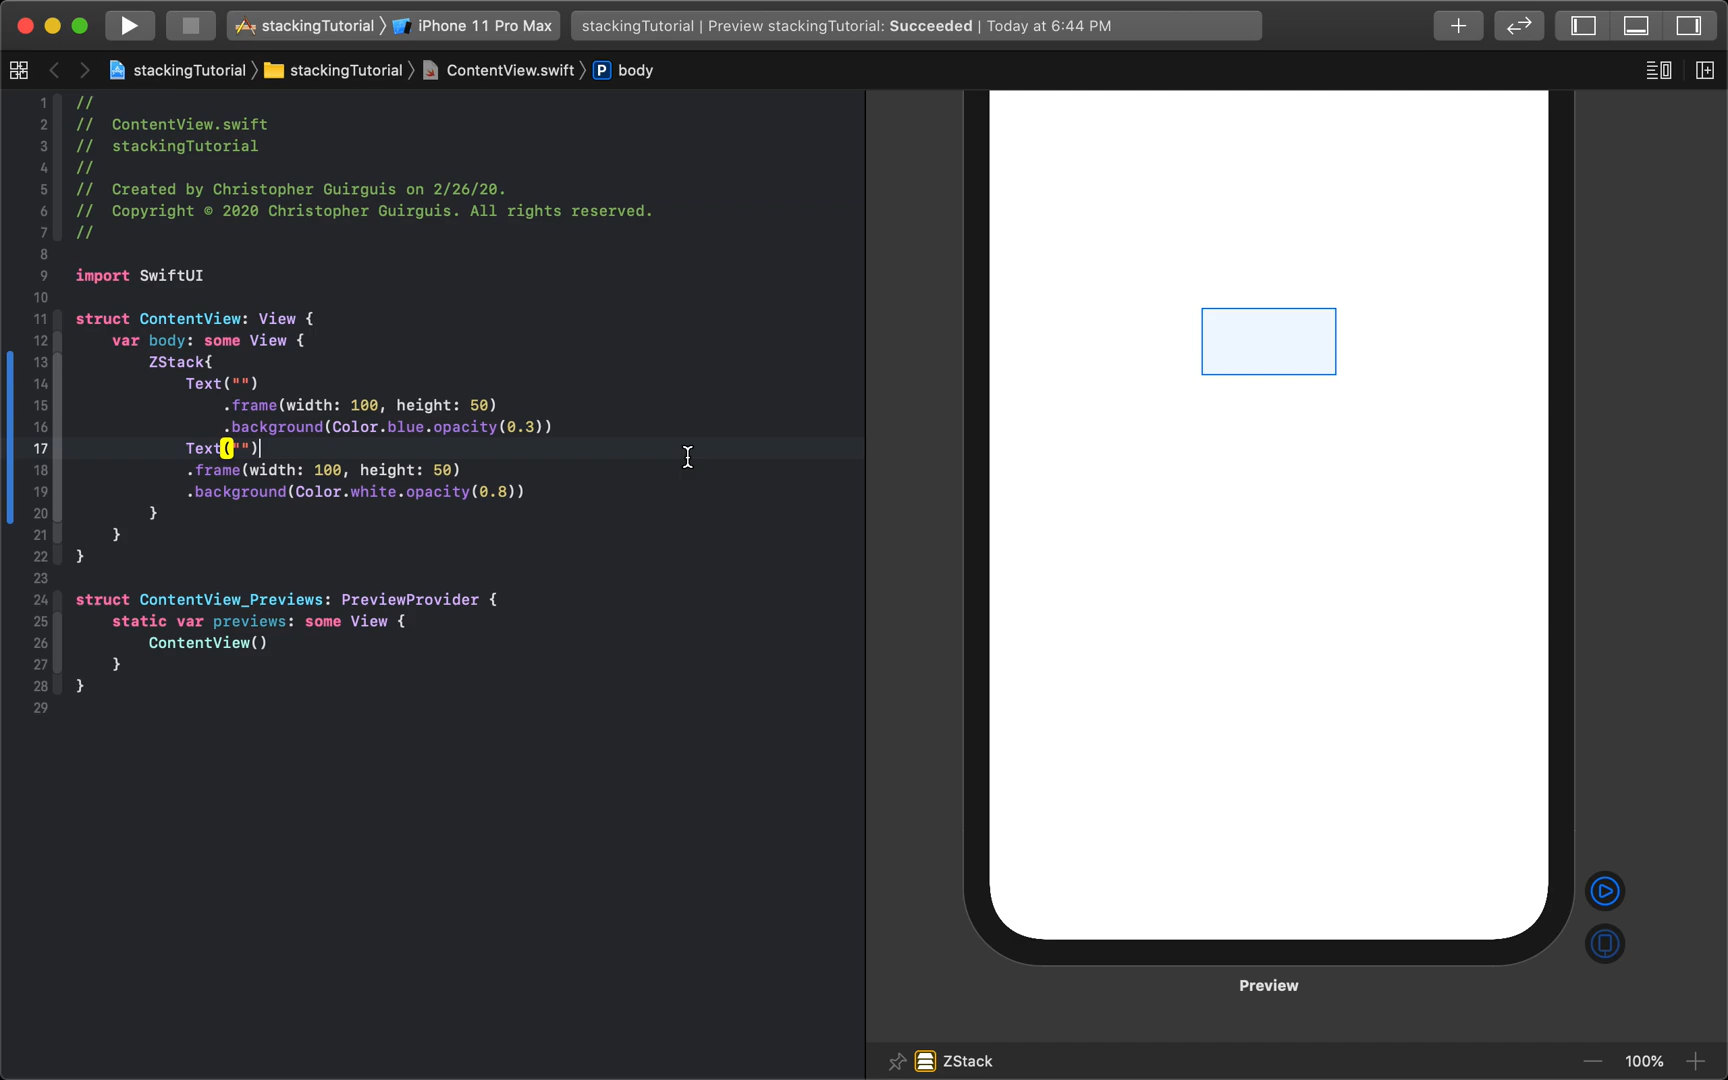 stackingTutorial 〉 iPhone 11 Pro Max
stackingTutorial | Preview stackingTutorial: Succeeded | Today at 6:44 PM
stackingTutorial 〉 stackingTutorial 〉 ContentView.swift 〉 P body
1 //
2 //  ContentView.swift
3 //  stackingTutorial
4 //
5 //  Created by Christopher Guirguis on 2/26/20.
6 //  Copyright © 2020 Christopher Guirguis. All rights reserved.
7 //
8
9 import SwiftUI
10
11 struct ContentView: View {
12     var body: some View {
13         ZStack{
14             Text("")
15                 .frame(width: 100, height: 50)
16                 .background(Color.blue.opacity(0.3))
17             Text("")
18             .frame(width: 100, height: 50)
19             .background(Color.white.opacity(0.8))
20         }
21     }
22 }
23
24 struct ContentView_Previews: PreviewProvider {
25     static var previews: some View {
26         ContentView()
27     }
28 }
29
Preview
ZStack
100%